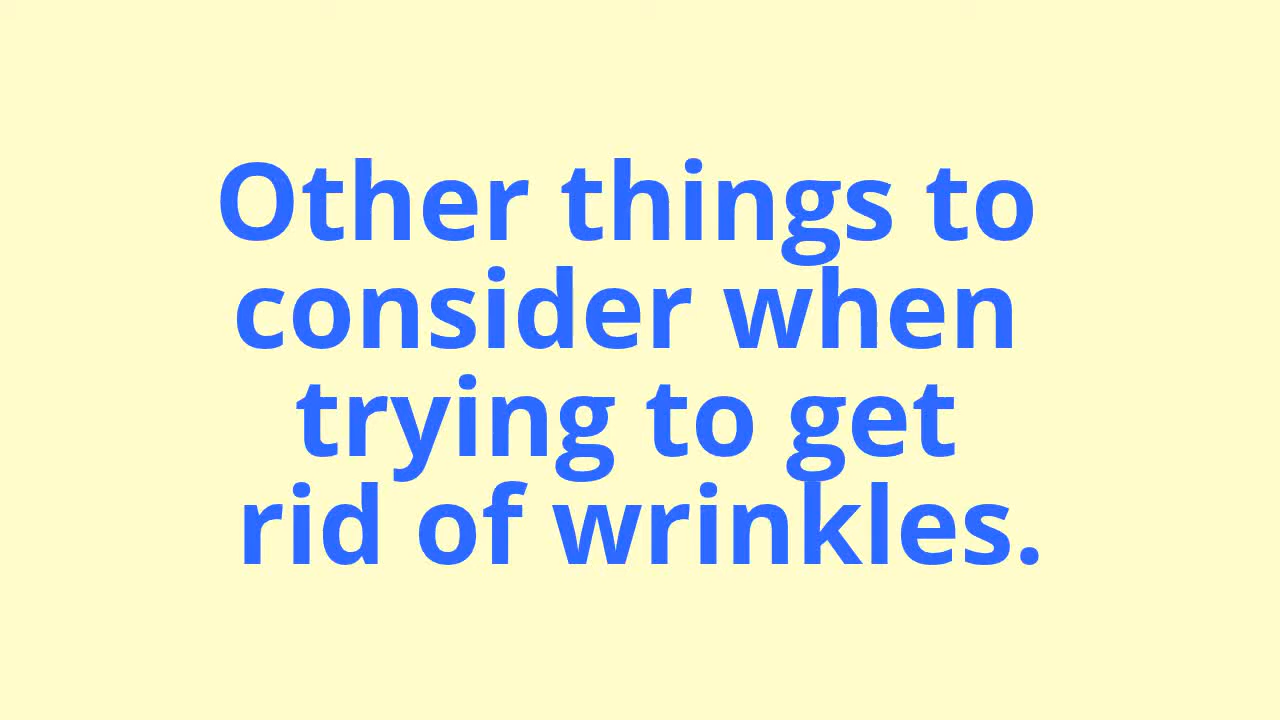 Other things to
consider when
trying to get
rid of wrinkles.